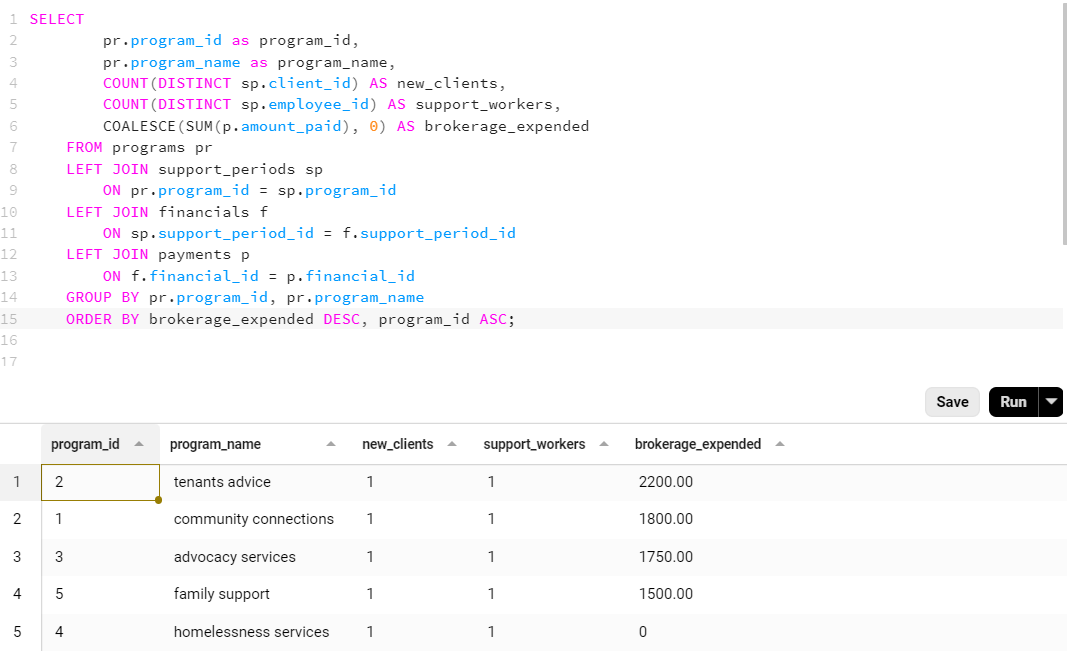 1 SELECT
2 pr.program_id as program_id,
3 pr.program_name as program_name,
4 COUNT(DISTINCT sp.client_id) AS new_clients,
5 COUNT(DISTINCT sp.employee_id) AS support_workers,
6 COALESCE(SUM(p.amount_paid), 0) AS brokerage_expended
7 FROM programs pr
8 LEFT JOIN support_periods sp
9 ON pr.program_id = sp.program_id
10 LEFT JOIN financials f
11 ON sp.support_period_id = f.support_period_id
12 LEFT JOIN payments p
13 ON f.financial_id = p.financial_id
14 GROUP BY pr.program_id, pr.program_name
15 ORDER BY brokerage_expended DESC, program_id ASC;
16
17
Save Run
program_id program_name new_clients support_workers brokerage_expended
1 2 tenants advice 1 1 2200.00
2 1 community connections 1 1 1800.00
3 3 advocacy services 1 1 1750.00
4 5 family support 1 1 1500.00
5 4 homelessness services 1 1 0